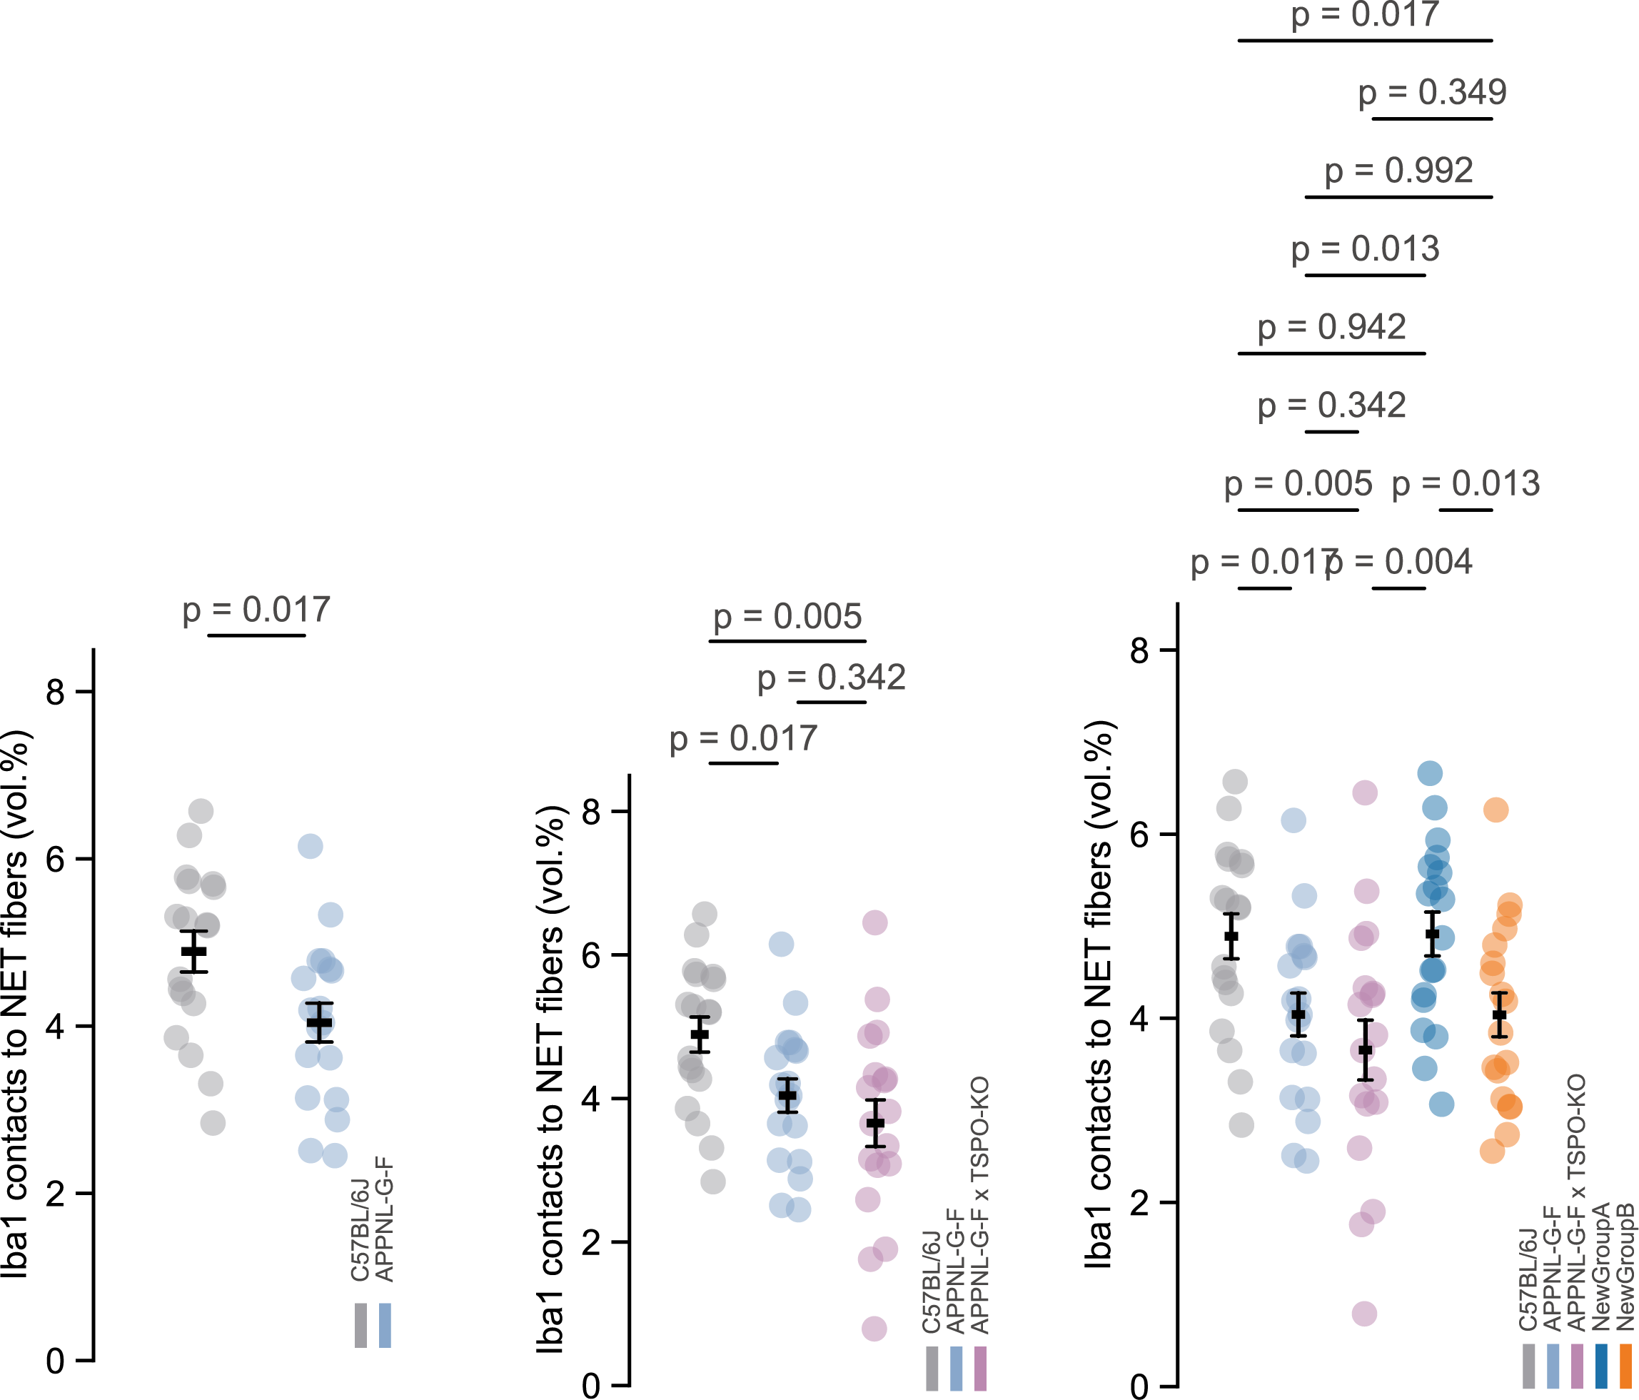 p = 0.017
8
6
4
2
0
Iba1 contacts to NET fibers (vol.%)
C57BL/6J
APPNL-G-F
p = 0.005
p = 0.342
p = 0.017
8
6
4
2
0
Iba1 contacts to NET fibers (vol.%)
C57BL/6J
APPNL-G-F
APPNL-G-F x TSPO-KO
p = 0.017
p = 0.349
p = 0.992
p = 0.013
p = 0.942
p = 0.342
p = 0.005 p = 0.013
p = 0.017 p = 0.004
8
6
4
2
0
Iba1 contacts to NET fibers (vol.%)
C57BL/6J
APPNL-G-F
APPNL-G-F x TSPO-KO
NewGroupA
NewGroupB